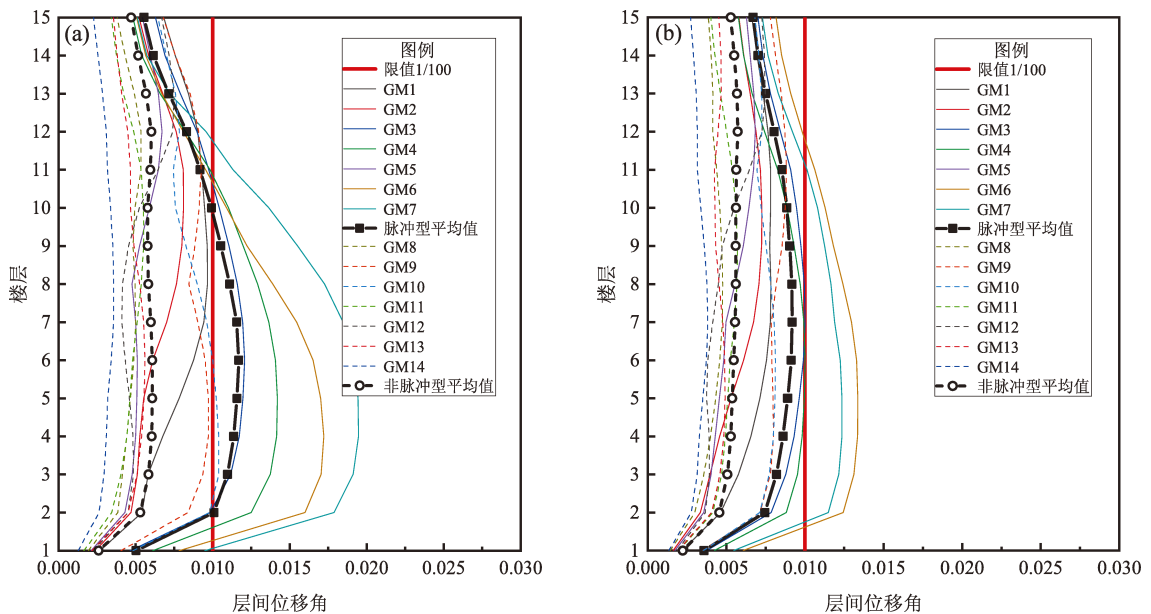 (a)
15
14
13
12
11
10
9
8
7
6
5
4
3
2
1
楼层
0.000
0.005
0.010
0.015
0.020
0.025
0.030
层间位移角
图例
限值1/100
GM1
GM2
GM3
GM4
GM5
GM6
GM7
脉冲型平均值
GM8
GM9
GM10
GM11
GM12
GM13
GM14
非脉冲型平均值
(b)
15
14
13
12
11
10
9
8
7
6
5
4
3
2
1
楼层
0.000
0.005
0.010
0.015
0.020
0.025
0.030
层间位移角
图例
限值1/100
GM1
GM2
GM3
GM4
GM5
GM6
GM7
脉冲型平均值
GM8
GM9
GM10
GM11
GM12
GM13
GM14
非脉冲型平均值